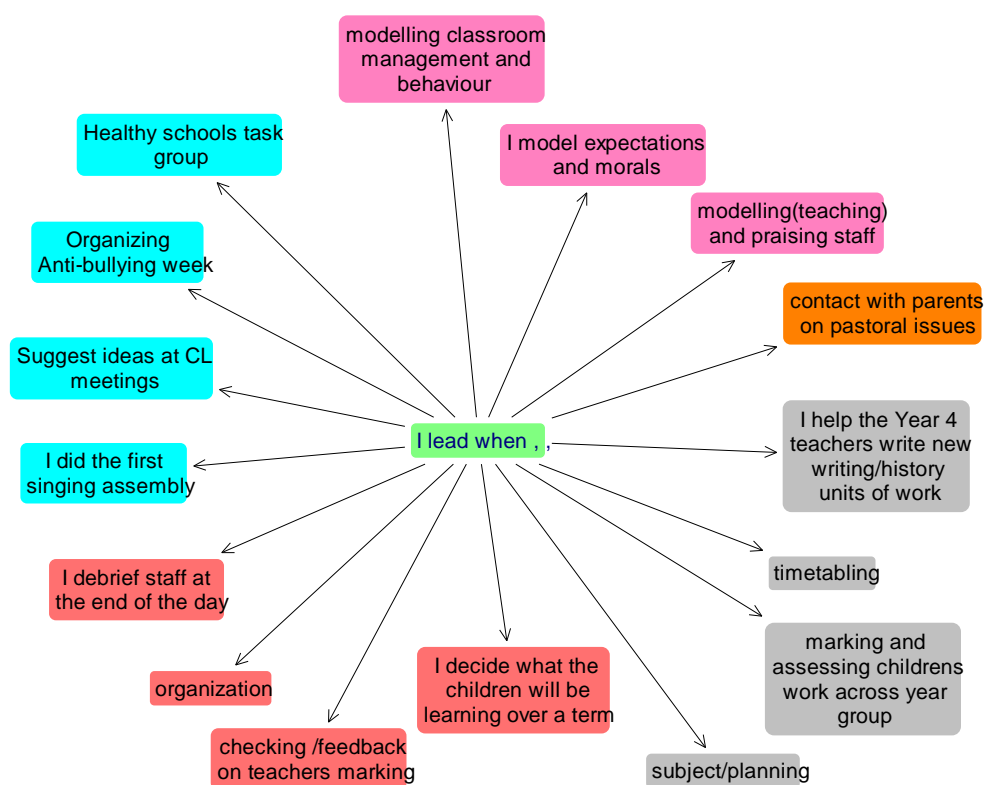 modelling classroom
management and
behaviour
Healthy schools task
group
I model expectations
and morals
modelling(teaching)
and praising staff
Organizing
Anti-bullying week
contact with parents
on pastoral issues
Suggest ideas at CL
meetings
I lead when , ,
I help the Year 4
teachers write new
writing/history
units of work
I did the first
singing assembly
I debrief staff at
the end of the day
timetabling
organization
I decide what the
children will be
learning over a term
marking and
assessing childrens
work across year
group
checking /feedback
on teachers marking
subject/planning